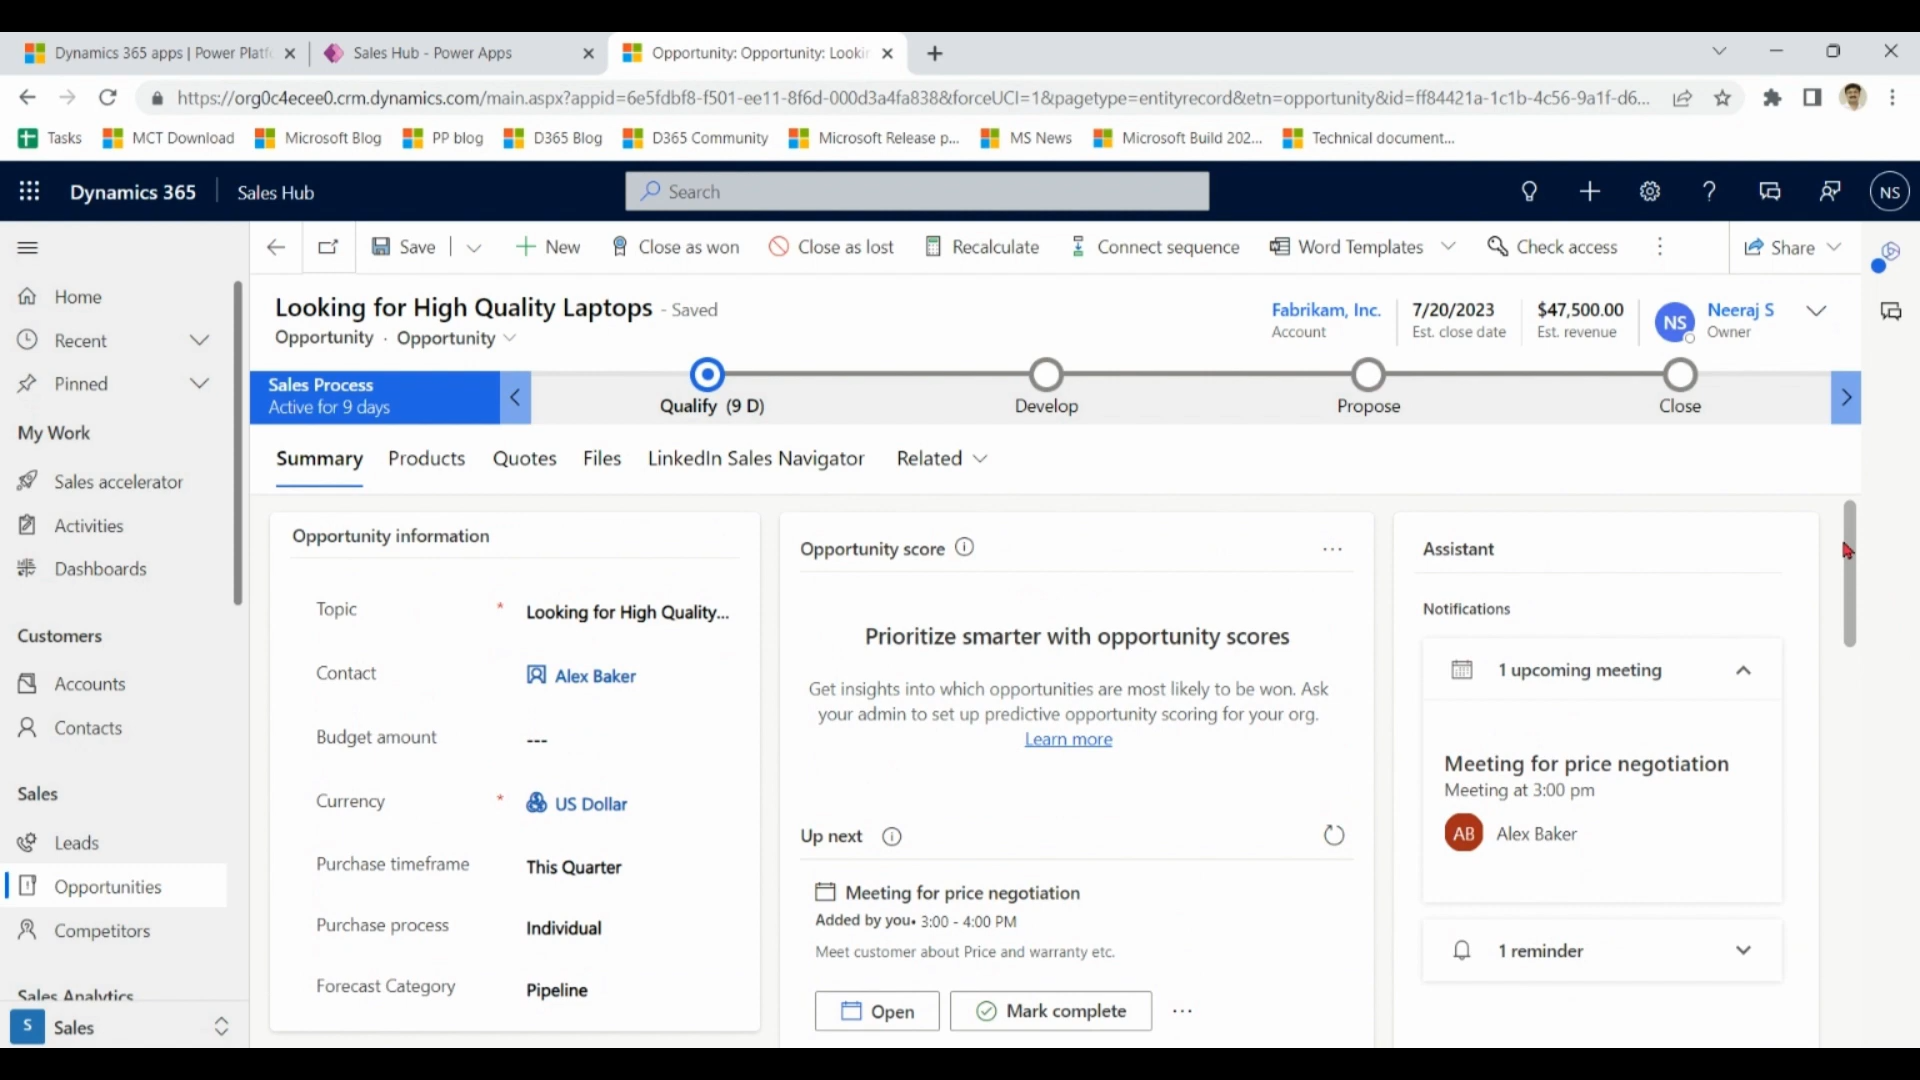 Dynamics 365 apps | Power Platf
Sales Hub - Power Apps
Opportunity: Opportunity: Lookin
https://org0c4ecee0.crm.dynamics.com/main.aspx?appid=6e5fdbf8-f501-ee11-8f6d-000d3a4fa838&forceUCI=1&pagetype=entityrecord&etn=opportunity&id=ff84421a-1c1b-4c56-9a1f-d6...
Tasks
MCT Download
Microsoft Blog
PP blog
D365 Blog
D365 Community
Microsoft Release p...
MS News
Microsoft Build 202...
Technical document...
Dynamics 365
Sales Hub
Search
NS
Save
New
Close as won
Close as lost
Recalculate
Connect sequence
Word Templates
Check access
Share
Home
Recent
Pinned
My Work
Sales accelerator
Activities
Dashboards
Customers
Accounts
Contacts
Sales
Leads
Opportunities
Competitors
Sales Analytics
S Sales
Looking for High Quality Laptops - Saved
Opportunity · Opportunity
Fabrikam, Inc.
Account
7/20/2023
Est. close date
$47,500.00
Est. revenue
NS
Neeraj S
Owner
Sales Process
Active for 9 days
Qualify (9 D)
Develop
Propose
Close
Summary
Products
Quotes
Files
LinkedIn Sales Navigator
Related
Opportunity information
Topic * Looking for High Quality...
Contact Alex Baker
Budget amount ---
Currency * US Dollar
Purchase timeframe This Quarter
Purchase process Individual
Forecast Category Pipeline
Opportunity score
Prioritize smarter with opportunity scores
Get insights into which opportunities are most likely to be won. Ask
your admin to set up predictive opportunity scoring for your org.
Learn more
Up next
Meeting for price negotiation
Added by you• 3:00 - 4:00 PM
Meet customer about Price and warranty etc.
Open
Mark complete
Assistant
Notifications
1 upcoming meeting
Meeting for price negotiation
Meeting at 3:00 pm
AB Alex Baker
1 reminder